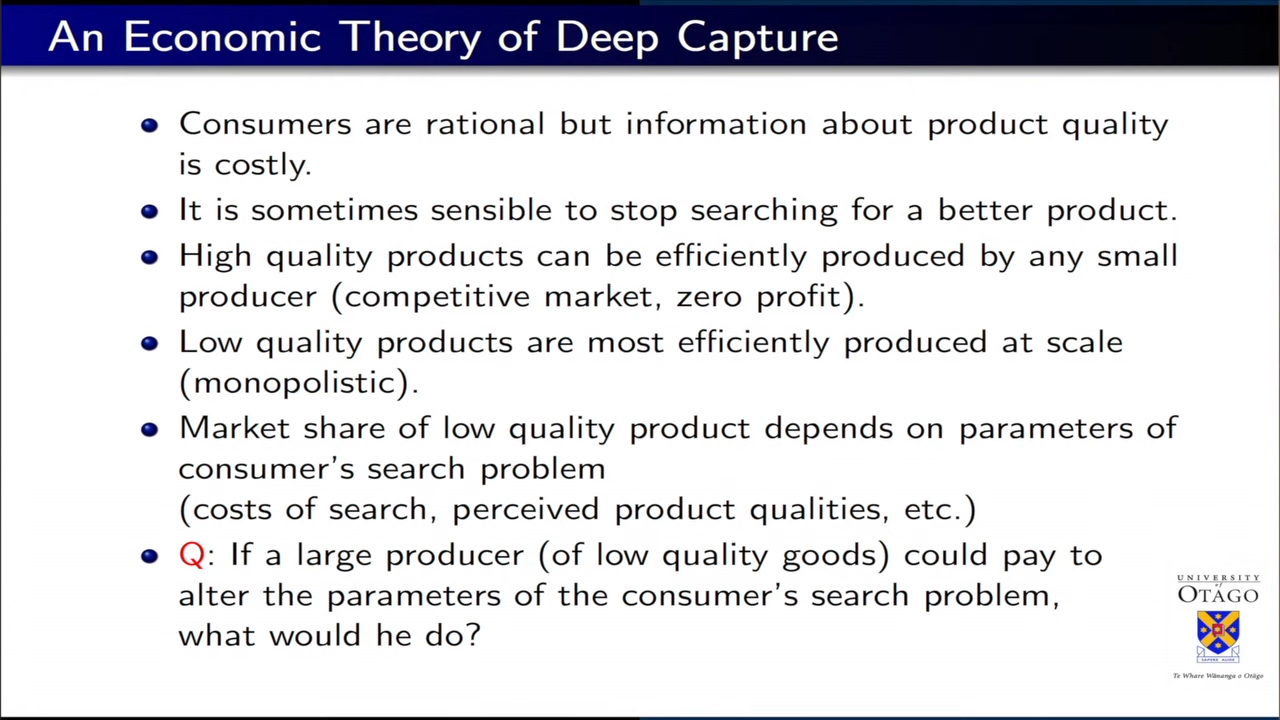 An Economic Theory of Deep Capture
Consumers are rational but information about product quality
is costly.
It is sometimes sensible to stop searching for a better product.
High quality products can be efficiently produced by any small
producer (competitive market, zero profit).
Low quality products are most efficiently produced at scale
(monopolistic).
Market share of low quality product depends on parameters of
consumer's search problem
(costs of search, perceived product qualities, etc.)
Q: If a large producer (of low quality goods) could pay to
alter the parameters of the consumer's search problem,
what would he do?
UNIVERSITY
of
OTAGO
SAPERE AUDE
Te Whare Wānanga o Otāgo